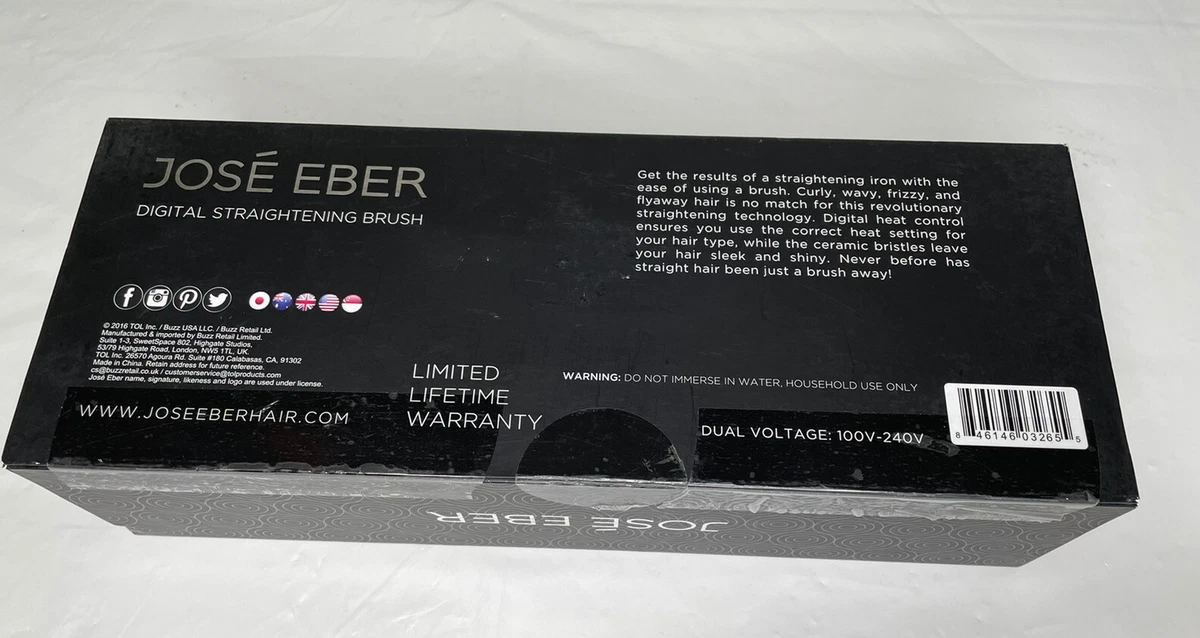 JOSÉ EBER
DIGITAL STRAIGHTENING BRUSH
Get the results of a straightening iron with the
ease of using a brush. Curly, wavy, frizzy, and
flyaway hair is no match for this revolutionary
straightening technology. Digital heat control
ensures you use the correct heat setting for
your hair type, while the ceramic bristles leave
your hair sleek and shiny. Never before has
straight hair been just a brush away!
© 2016 TOL Inc. / Buzz USA LLC. / Buzz Retail Ltd.
Manufactured & imported by Buzz Retail Limited.
Suite 1-3, SweetSpace 802, Highgate Studios,
53/79 Highgate Road, London, NW5 1TL, UK.
TOL Inc. 26570 Agoura Rd. Suite #180 Calabasas, CA, 91302
Made in China. Retain address for future reference.
cs@buzzretail.co.uk / customerservice@tolproducts.com
José Eber name, signature, likeness and logo are used under license.
WWW.JOSEEBERHAIR.COM
LIMITED
LIFETIME
WARRANTY
WARNING: DO NOT IMMERSE IN WATER, HOUSEHOLD USE ONLY
DUAL VOLTAGE: 100V-240V
8 46146 03265 5
JOSÉ EBER